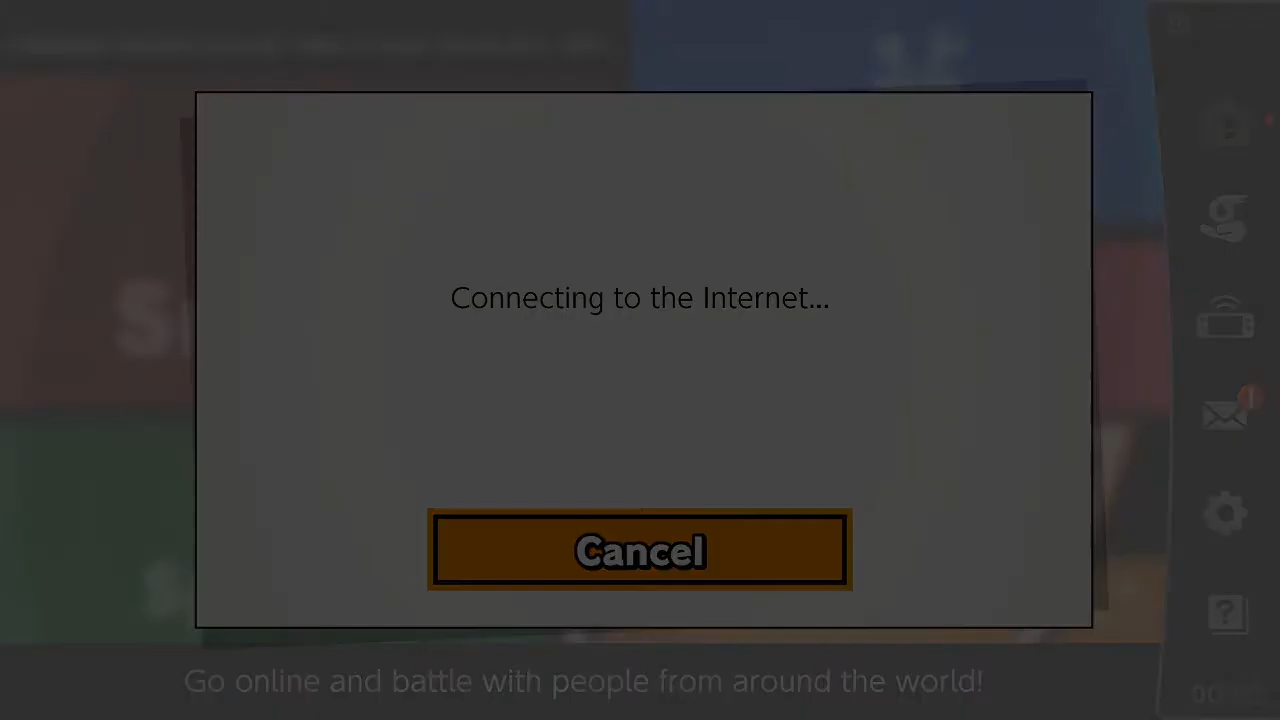 Connecting to the Internet...
Cancel
Go online and battle with people from around the world!